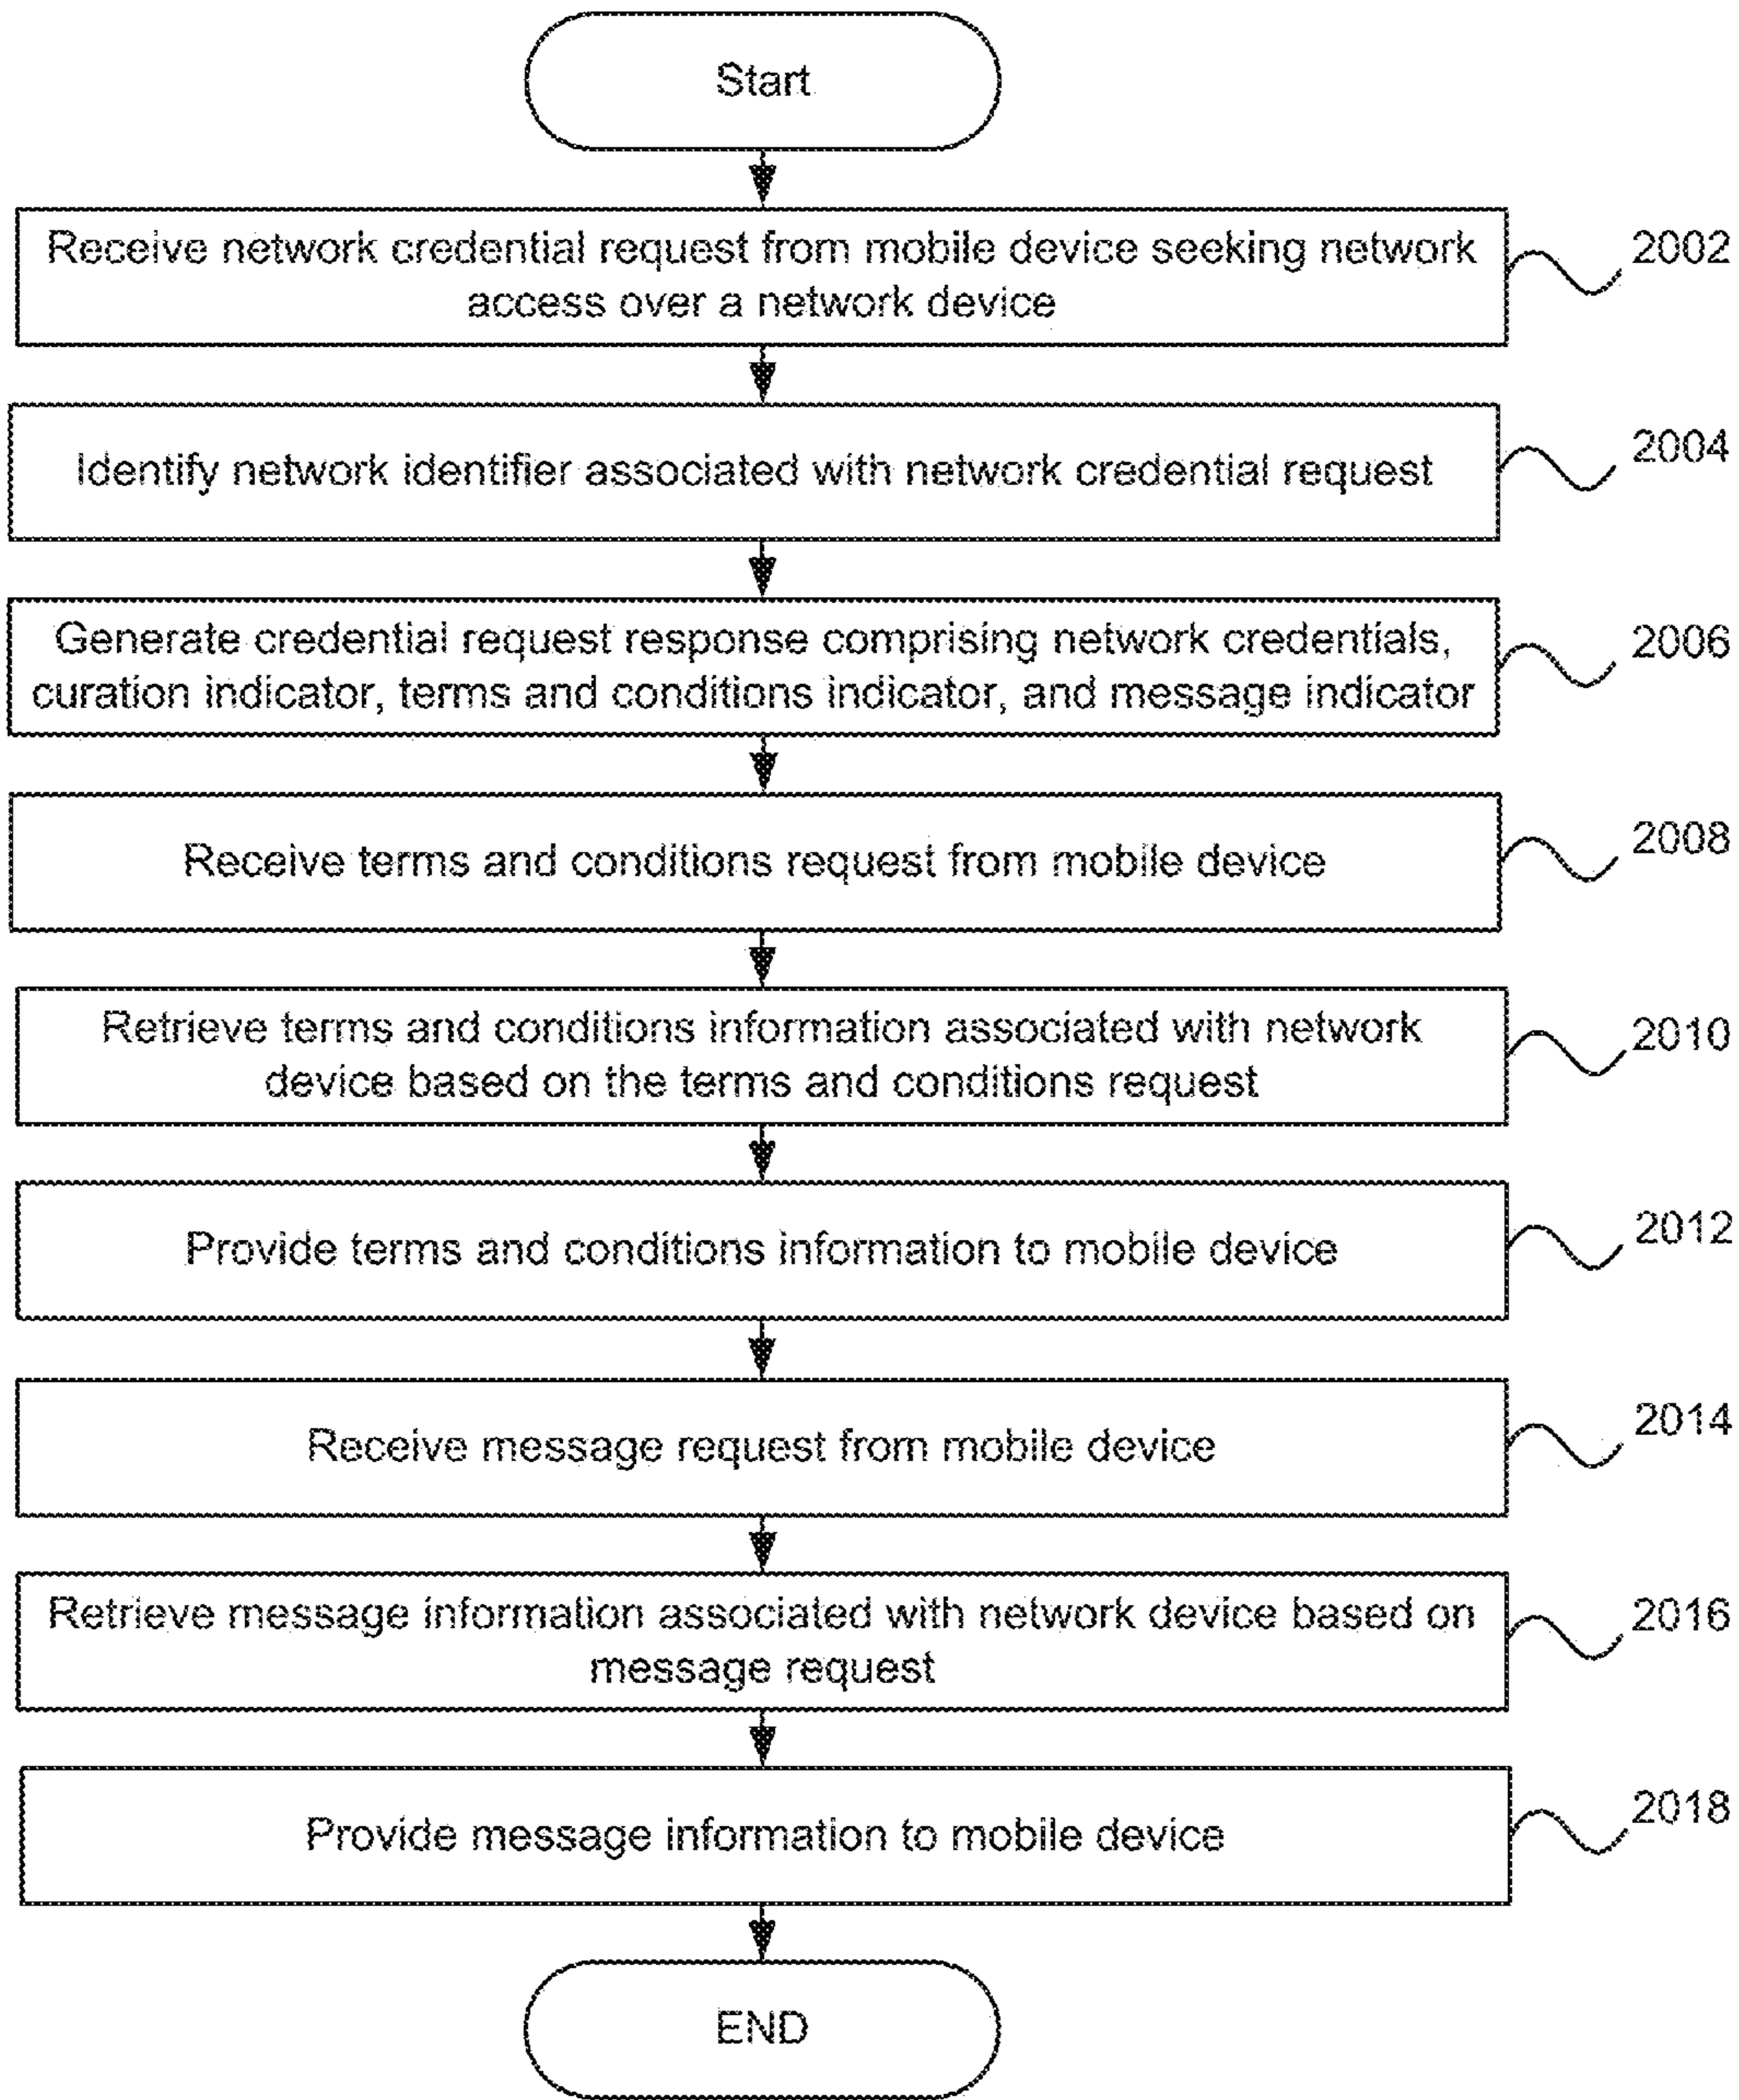 Start
Receive network credential request from mobile device seeking network
access over a network device
2002
Identify network identifier associated with network credential request
2004
Generate credential request response comprising network credentials,
curation indicator, terms and conditions indicator, and message indicator
2006
Receive terms and conditions request from mobile device
2008
Retrieve terms and conditions information associated with network
device based on the terms and conditions request
2010
Provide terms and conditions information to mobile device
2012
Receive message request from mobile device
2014
Retrieve message information associated with network device based on
message request
2016
Provide message information to mobile device
2018
END